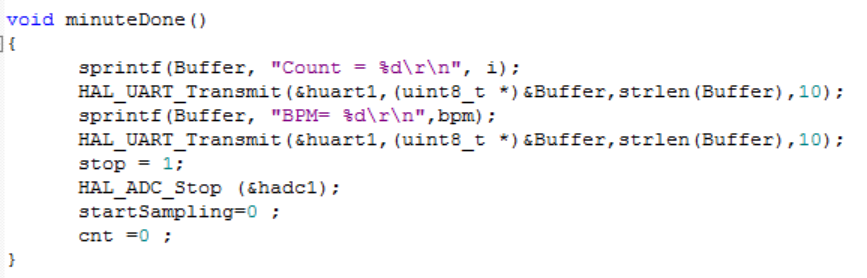 void minuteDone()
{
sprintf(Buffer, "Count = %d\r\n", i);
HAL_UART_Transmit(&huart1,(uint8_t *)&Buffer,strlen(Buffer),10);
sprintf(Buffer, "BPM= %d\r\n",bpm);
HAL_UART_Transmit(&huart1,(uint8_t *)&Buffer,strlen(Buffer),10);
stop = 1;
HAL_ADC_Stop (&hadc1);
startSampling=0 ;
cnt =0 ;
}